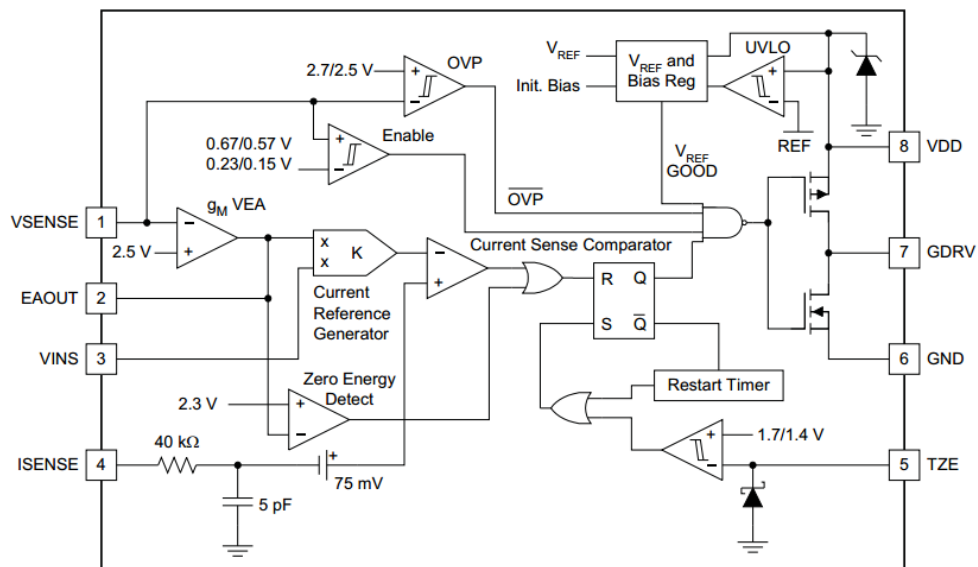 OVP
2.7/2.5 V
+
−
V_REF
Init. Bias
V_REF and
Bias Reg
UVLO
+
−
REF
8 VDD
Enable
0.67/0.57 V
0.23/0.15 V
+
−
V_REF
GOOD
O̅V̅P̅
VSENSE 1
g_M VEA
−
2.5 V
+
x
x
K
Current Sense Comparator
−
+
7 GDRV
EAOUT 2
Current
Reference
Generator
R Q
S Q̅
VINS 3
6 GND
Zero Energy
Detect
2.3 V
+
−
Restart Timer
1.7/1.4 V
+
−
ISENSE 4
40 kΩ
+
75 mV
5 pF
5 TZE